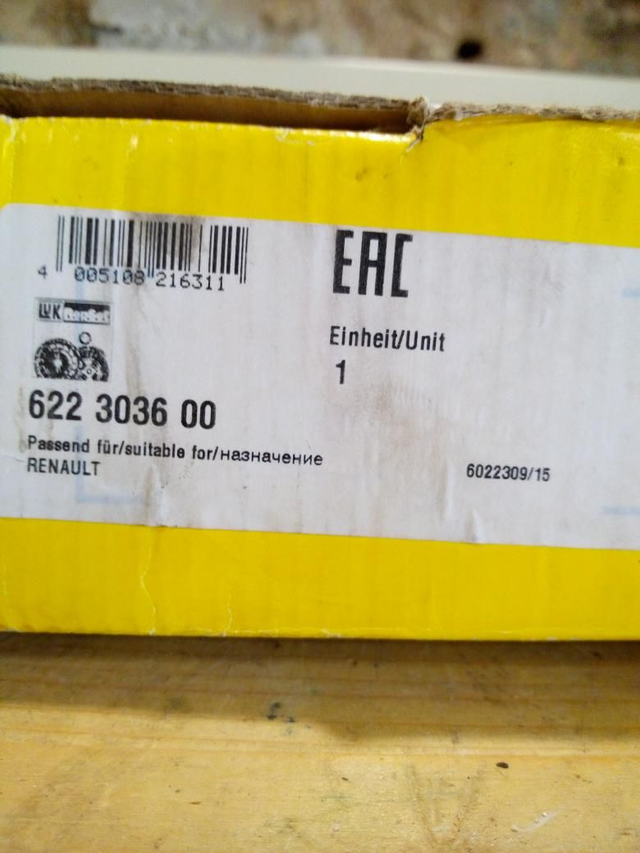 4 005108 216311
EAC
LuK RepSet
Einheit/Unit
1
622 3036 00
Passend für/suitable for/назначение
RENAULT
6022309/15